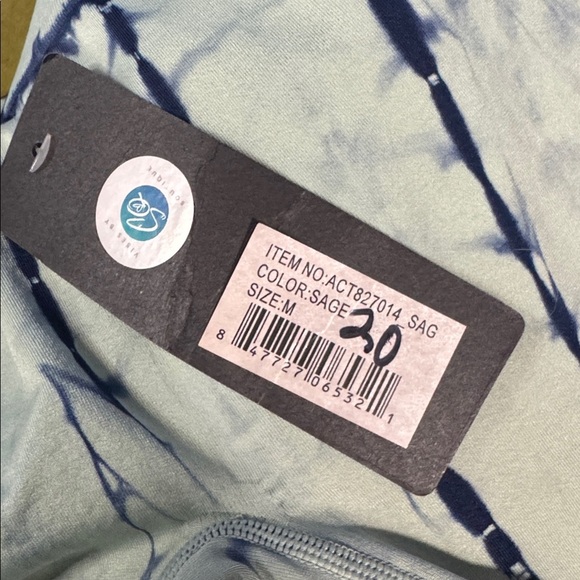 ITEM NO:ACT827014_SAG
COLOR:SAGE
SIZE:M
20
8 47727 06532 1